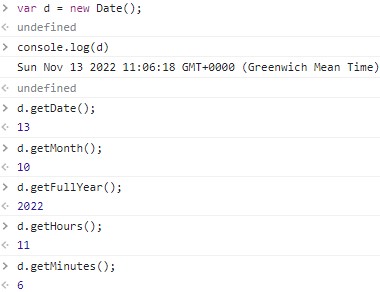 > var d = new Date();
< undefined
> console.log(d)
Sun Nov 13 2022 11:06:18 GMT+0000 (Greenwich Mean Time)
< undefined
> d.getDate();
< 13
> d.getMonth();
< 10
> d.getFullYear();
< 2022
> d.getHours();
< 11
> d.getMinutes();
< 6